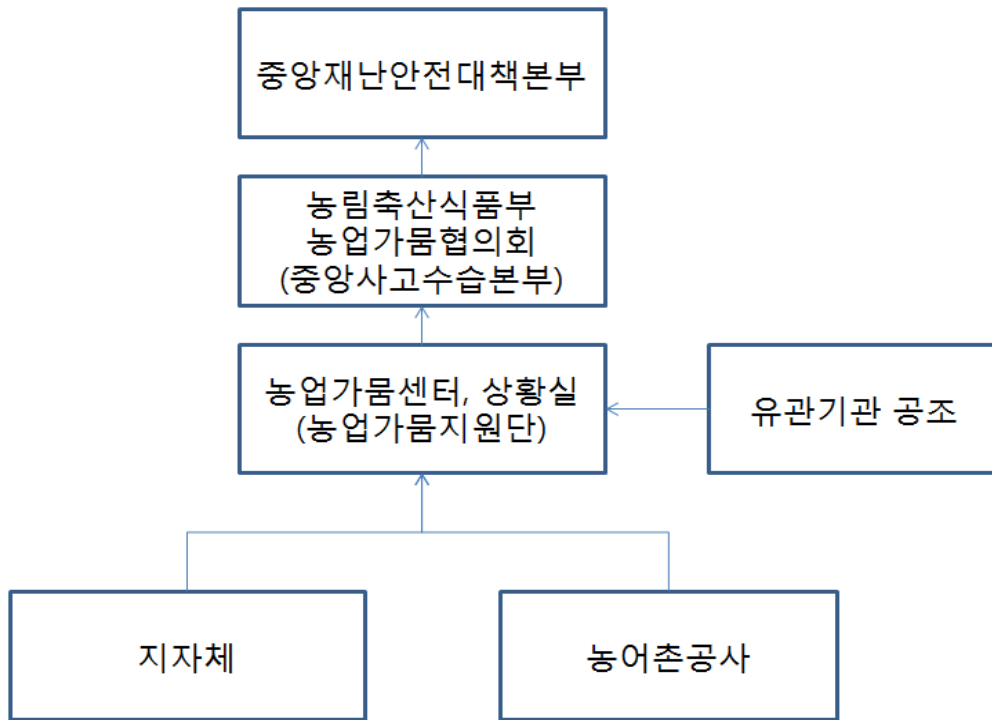 중앙재난안전대책본부
농림축산식품부
농업가뭄협의회
(중앙사고수습본부)
농업가뭄센터, 상황실
(농업가뭄지원단)
유관기관 공조
지자체
농어촌공사